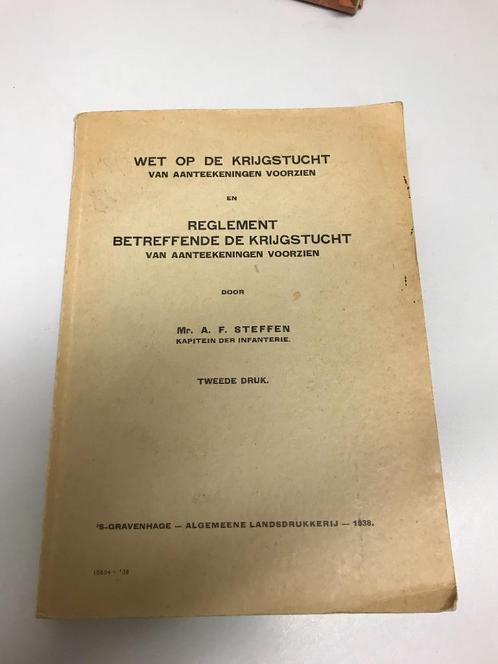 WET OP DE KRIJGSTUCHT
VAN AANTEEKENINGEN VOORZIEN
EN
REGLEMENT
BETREFFENDE DE KRIJGSTUCHT
VAN AANTEEKENINGEN VOORZIEN
DOOR
Mr. A. F. STEFFEN
KAPITEIN DER INFANTERIE.
TWEEDE DRUK.
'S-GRAVENHAGE — ALGEMEENE LANDSDRUKKERIJ — 1938.